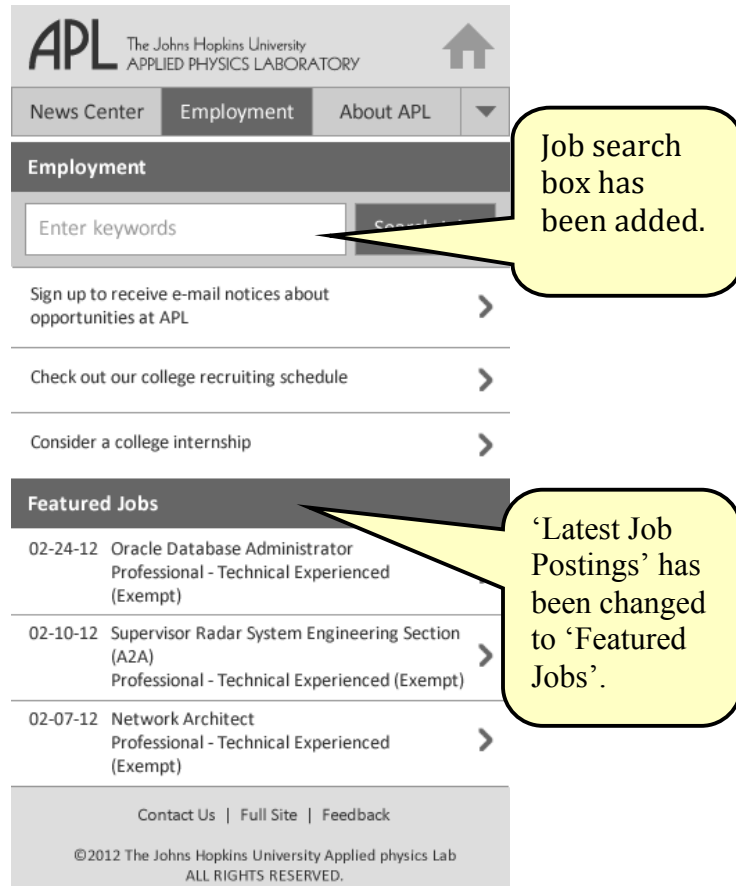 APL The Johns Hopkins University
APPLIED PHYSICS LABORATORY
News Center Employment About APL
Employment
Enter keywords
Job search
box has
been added.
Sign up to receive e-mail notices about
opportunities at APL
Check out our college recruiting schedule
Consider a college internship
Featured Jobs
‘Latest Job
Postings’ has
been changed
to ‘Featured
Jobs’.
02-24-12 Oracle Database Administrator
Professional - Technical Experienced
(Exempt)
02-10-12 Supervisor Radar System Engineering Section
(A2A)
Professional - Technical Experienced (Exempt)
02-07-12 Network Architect
Professional - Technical Experienced
(Exempt)
Contact Us | Full Site | Feedback
©2012 The Johns Hopkins University Applied physics Lab
ALL RIGHTS RESERVED.